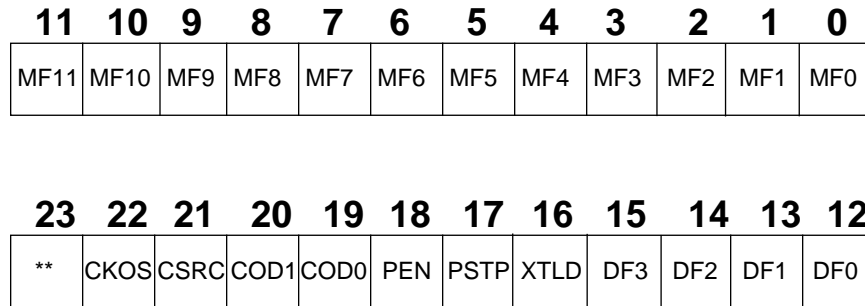 11 10 9 8 7 6 5 4 3 2 1 0
MF11 MF10 MF9 MF8 MF7 MF6 MF5 MF4 MF3 MF2 MF1 MF0
23 22 21 20 19 18 17 16 15 14 13 12
** CKOS CSRC COD1 COD0 PEN PSTP XTLD DF3 DF2 DF1 DF0